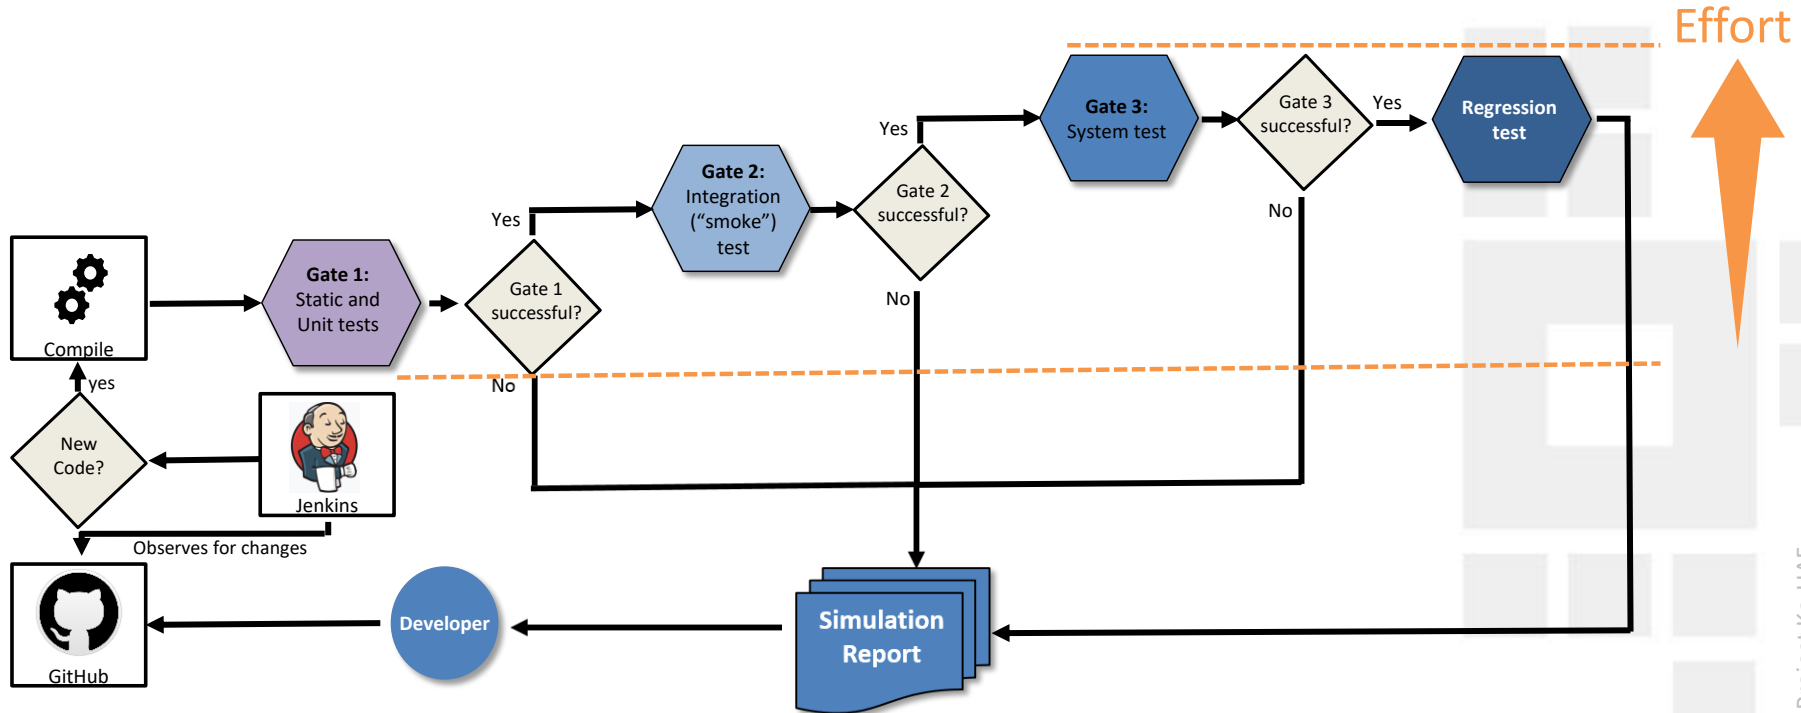 Effort
Gate 3:
System test
Gate 3
successful?
Yes
No
Regression
test
Yes
Gate 2:
Integration
(“smoke”)
test
Gate 2
successful?
No
Yes
Gate 1:
Static and
Unit tests
Gate 1
successful?
No
Compile
yes
New
Code?
Jenkins
Observes for changes
GitHub
Developer
Simulation
Report